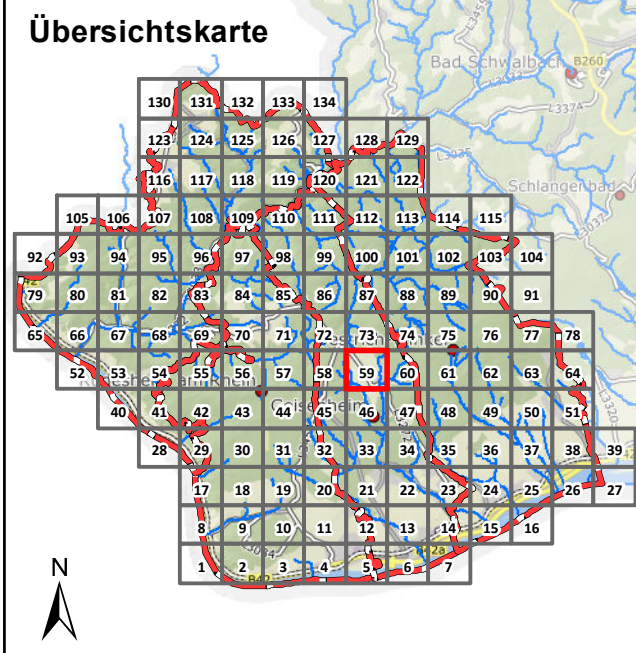 Übersichtskarte
Bad Schwalbach
B260
L3374
L3035
Schlangenbad
L3037
130 131 132 133 134
123 124 125 126 127 128 129
116 117 118 119 120 121 122
105 106 107 108 109 110 111 112 113 114 115
92 93 94 95 96 97 98 99 100 101 102 103 104
79 80 81 82 83 84 85 86 87 88 89 90 91
65 66 67 68 69 70 71 72 73 74 75 76 77 78
52 53 54 55 56 57 58 59 60 61 62 63 64
40 41 42 43 44 45 46 47 48 49 50 51
28 29 30 31 32 33 34 35 36 37 38 39
17 18 19 20 21 22 23 24 25 26 27
8 9 10 11 12 13 14 15 16
1 2 3 4 5 6 7
Geisenheim
L3320
L3034
B42
B42a
N